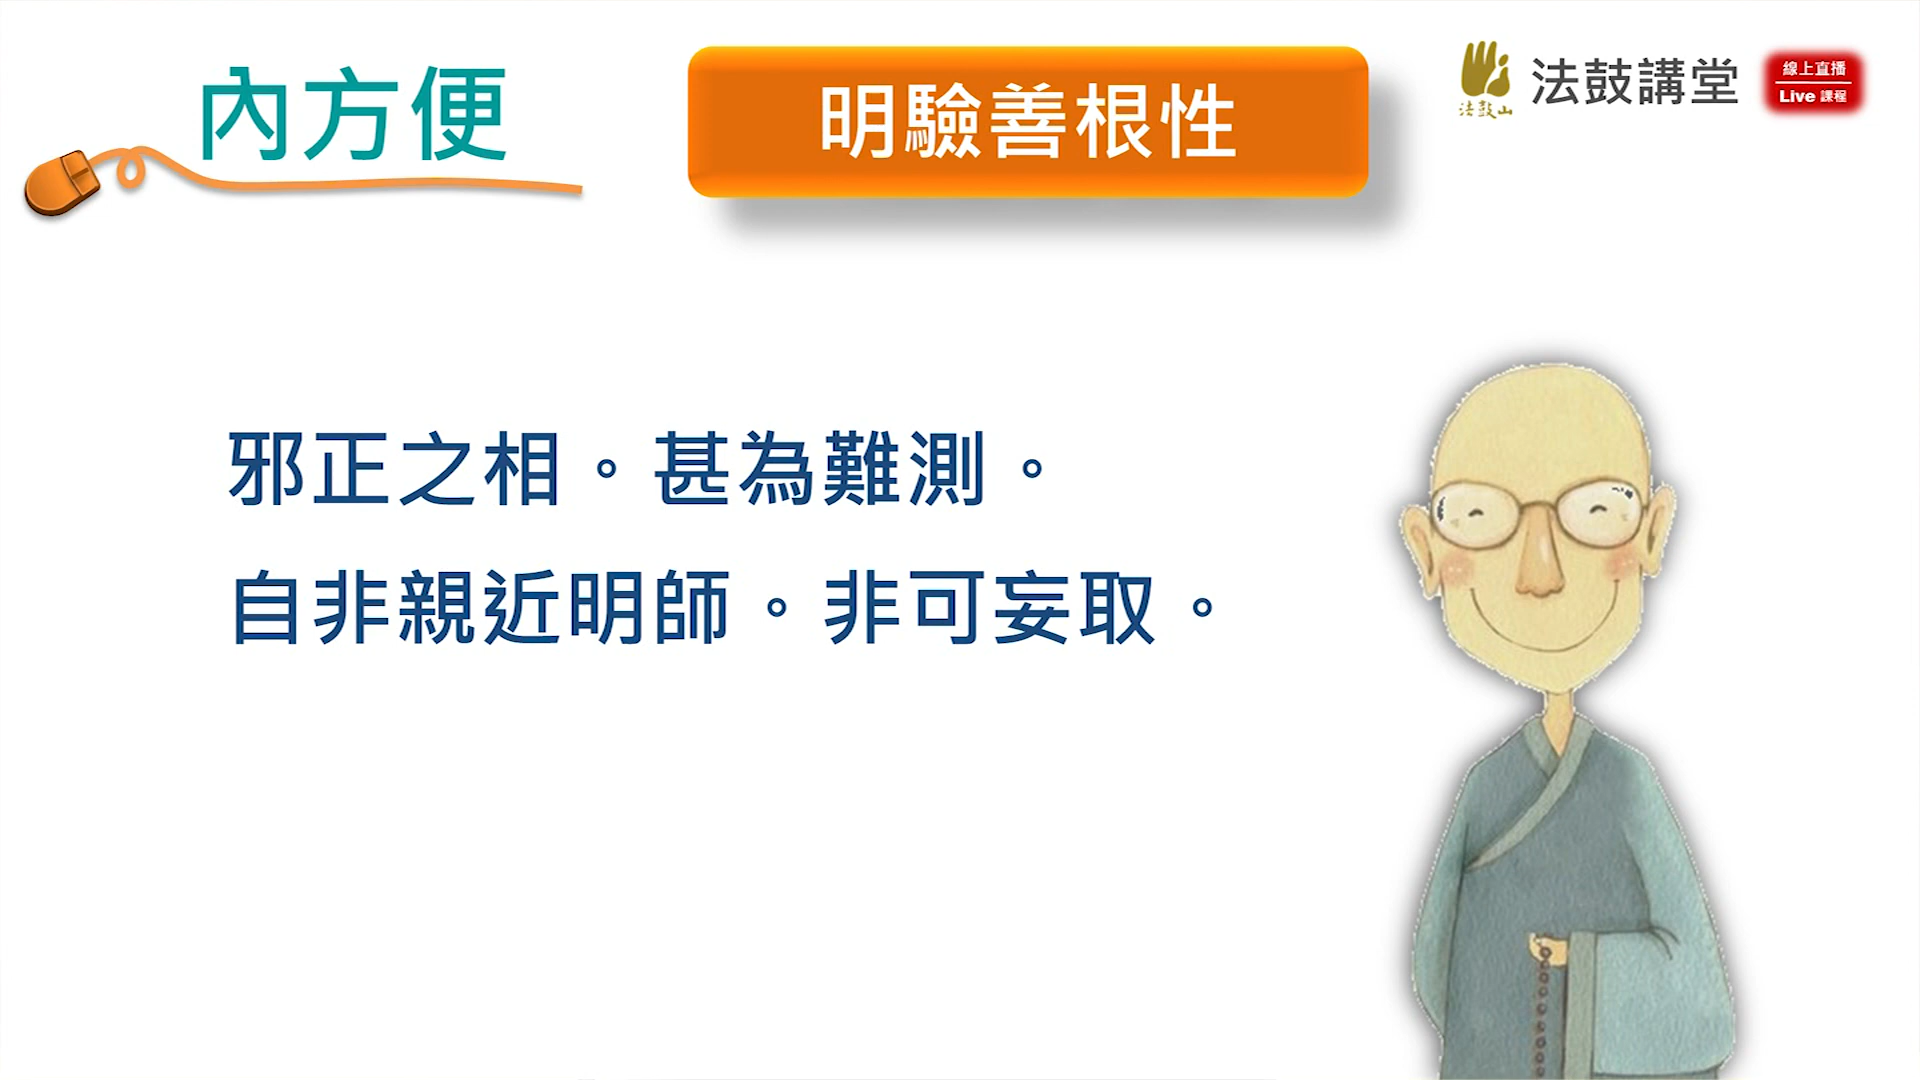 內方便
明驗善根性
法鼓山
法鼓講堂
線上直播
Live 課程
邪正之相。甚為難測。
自非親近明師。非可妄取。